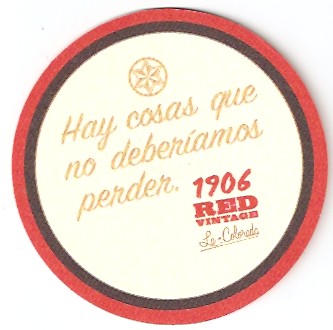 Hay cosas que
no deberíamos
perder.
1906
RED
VINTAGE
La Colorada